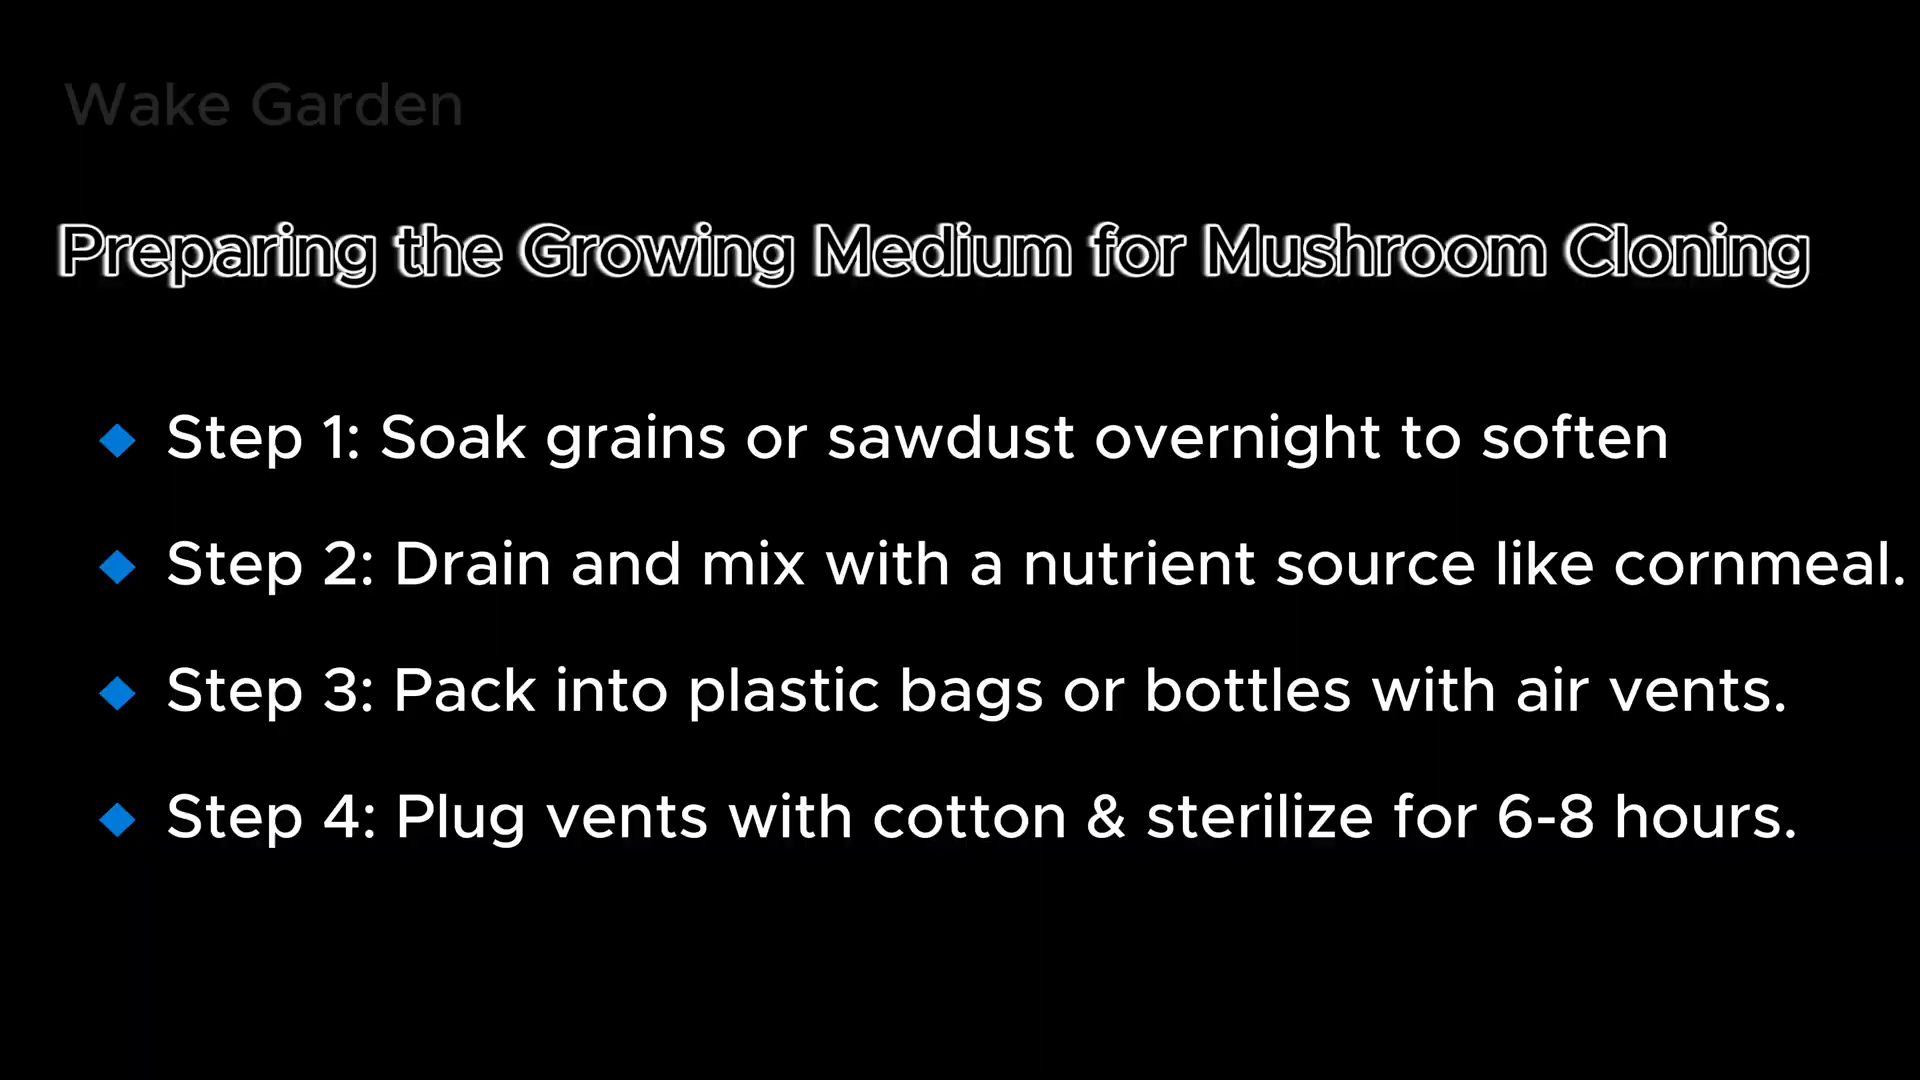 Wake Garden
Preparing the Growing Medium for Mushroom Cloning
Step 1: Soak grains or sawdust overnight to soften
Step 2: Drain and mix with a nutrient source like cornmeal.
Step 3: Pack into plastic bags or bottles with air vents.
Step 4: Plug vents with cotton & sterilize for 6-8 hours.